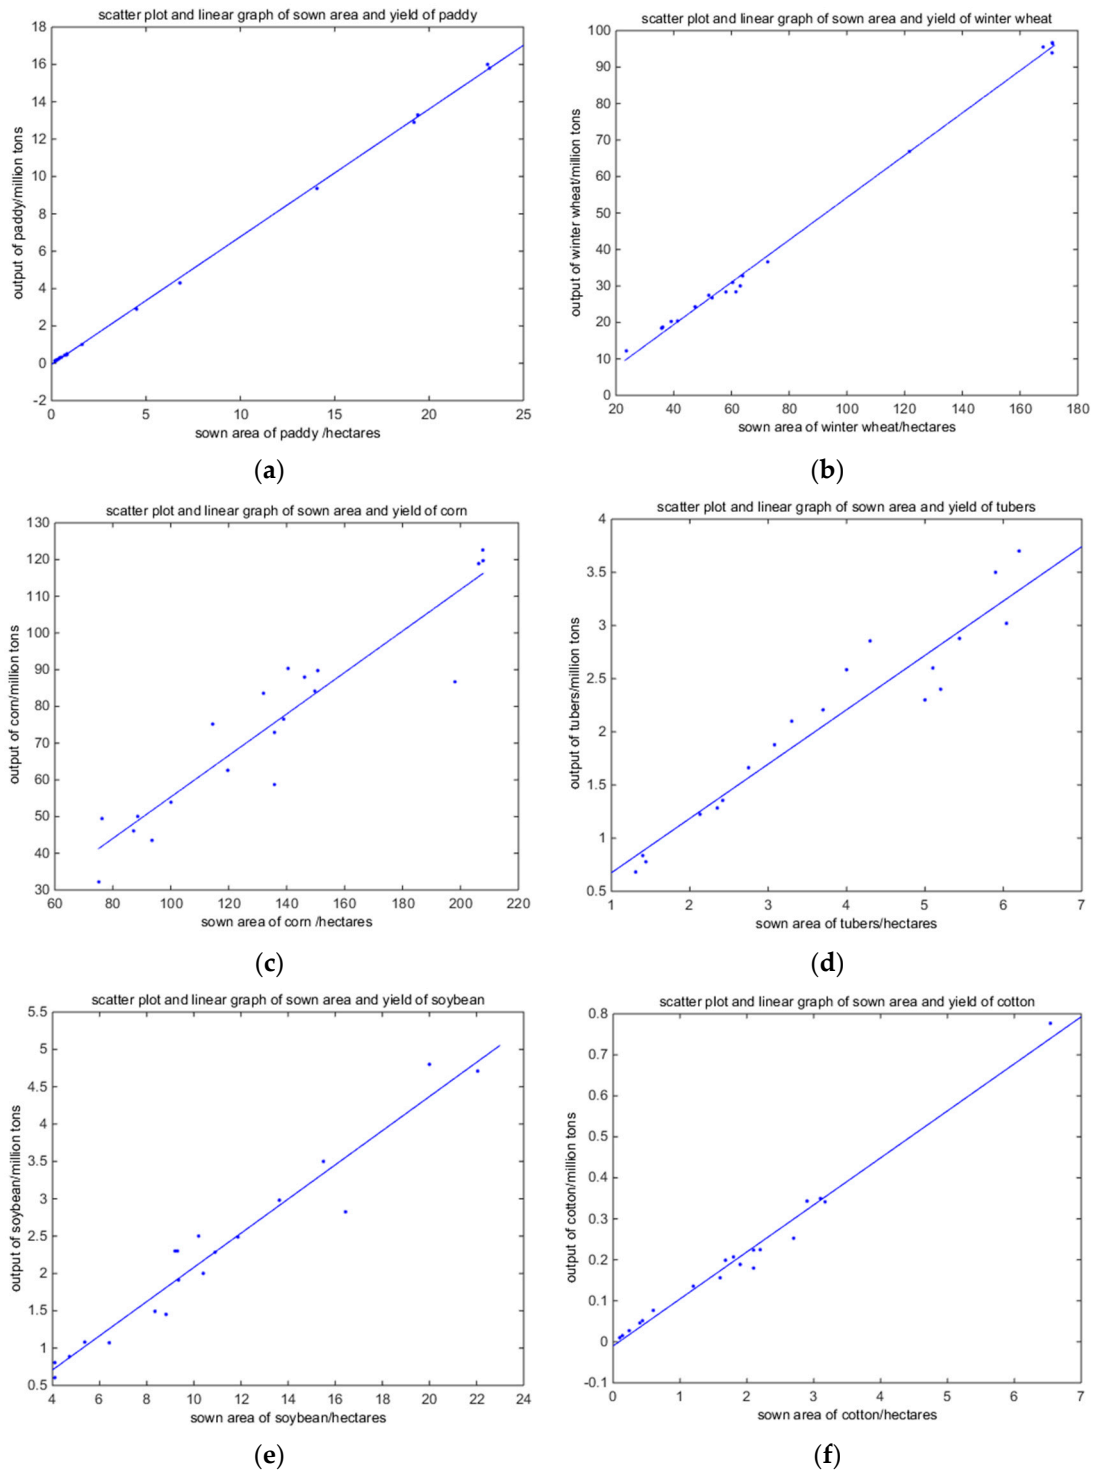 scatter plot and linear graph of sown area and yield of paddy
18
16
14
12
10
8
6
4
2
0
-2
output of paddy/million tons
0 5 10 15 20 25
sown area of paddy /hectares
(a)
scatter plot and linear graph of sown area and yield of winter wheat
100
90
80
70
60
50
40
30
20
10
0
output of winter wheat/million tons
20 40 60 80 100 120 140 160 180
sown area of winter wheat/hectares
(b)
scatter plot and linear graph of sown area and yield of corn
130
120
110
100
90
80
70
60
50
40
30
output of corn/million tons
60 80 100 120 140 160 180 200 220
sown area of corn /hectares
(c)
scatter plot and linear graph of sown area and yield of tubers
4
3.5
3
2.5
2
1.5
1
0.5
output of tubers/million tons
1 2 3 4 5 6 7
sown area of tubers/hectares
(d)
scatter plot and linear graph of sown area and yield of soybean
5.5
5
4.5
4
3.5
3
2.5
2
1.5
1
0.5
output of soybean/million tons
4 6 8 10 12 14 16 18 20 22 24
sown area of soybean/hectares
(e)
scatter plot and linear graph of sown area and yield of cotton
0.8
0.7
0.6
0.5
0.4
0.3
0.2
0.1
0
-0.1
output of cotton/million tons
0 1 2 3 4 5 6 7
sown area of cotton/hectares
(f)